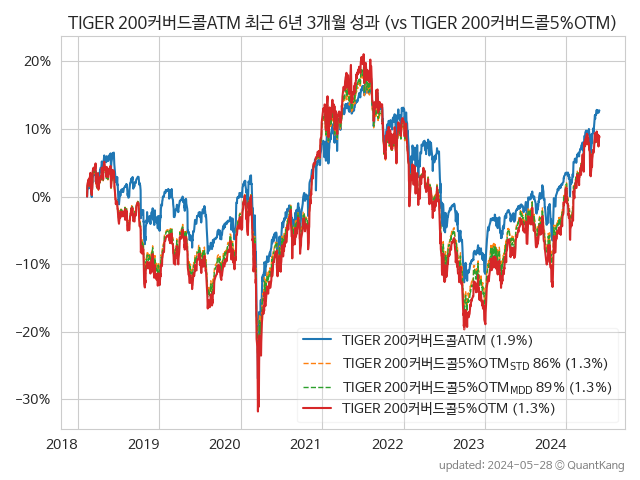 TIGER 200커버드콜ATM 최근 6년 3개월 성과 (vs TIGER 200커버드콜5%OTM)
20%
10%
0%
−10%
−20%
−30%
TIGER 200커버드콜ATM (1.9%)
TIGER 200커버드콜5%OTMSTD 86% (1.3%)
TIGER 200커버드콜5%OTMMDD 89% (1.3%)
TIGER 200커버드콜5%OTM (1.3%)
2018 2019 2020 2021 2022 2023 2024
updated: 2024-05-28 © QuantKang